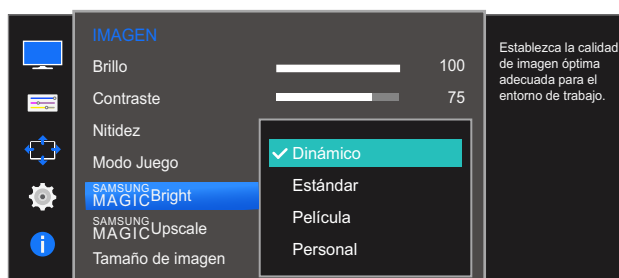 IMAGEN
Brillo 100
Contraste 75
Nitidez
Modo Juego
SAMSUNG
MAGICBright
SAMSUNG
MAGICUpscale
Tamaño de imagen
Dinámico
Estándar
Película
Personal
Establezca la calidad
de imagen óptima
adecuada para el
entorno de trabajo.